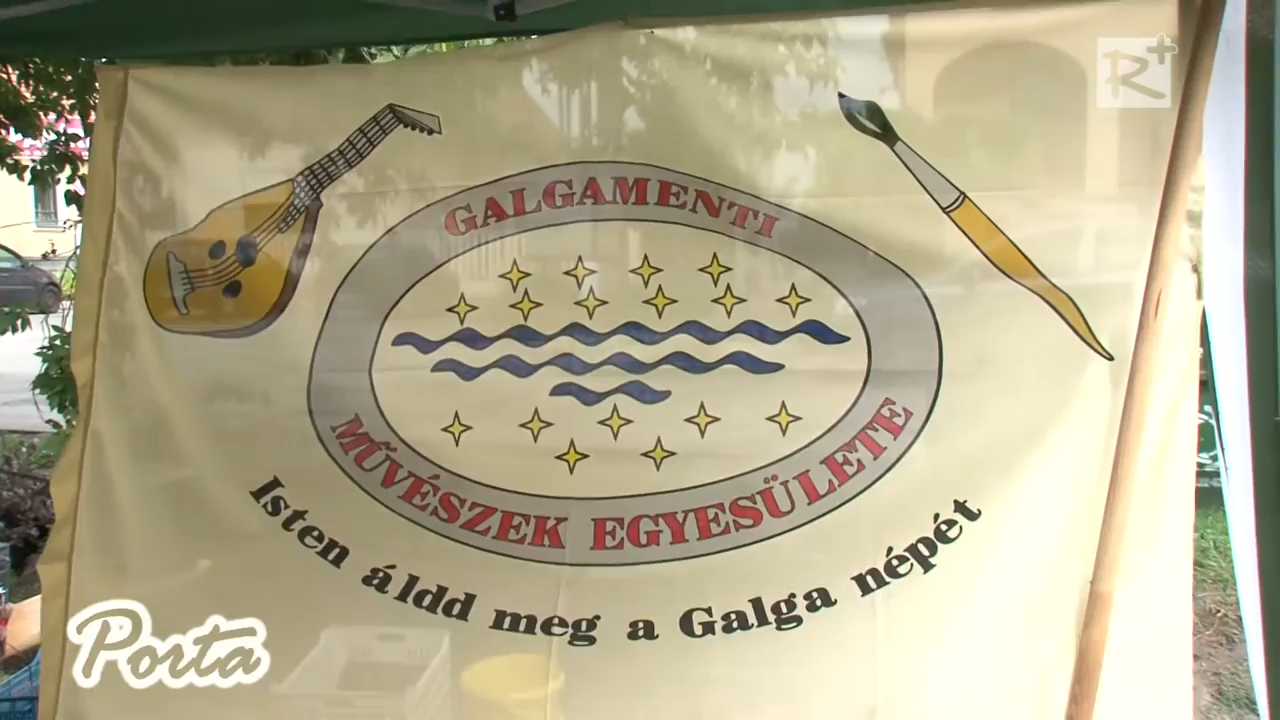 R+
GALGAMENTI
MŰVÉSZEK EGYESÜLETE
Isten áldd meg a Galga népét
Porta